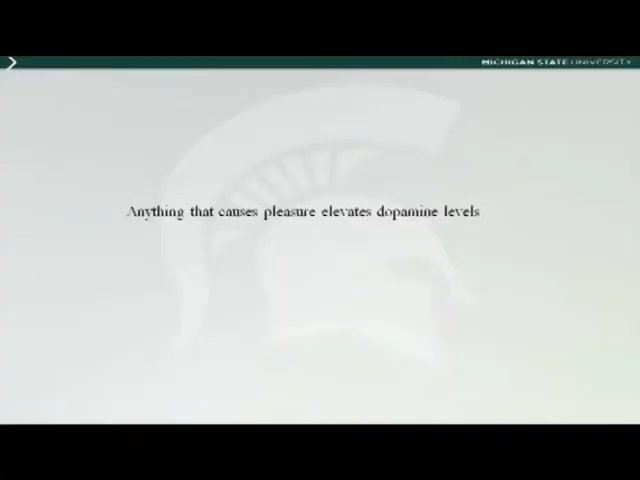 MICHIGAN STATE UNIVERSITY
Anything that causes pleasure elevates dopamine levels